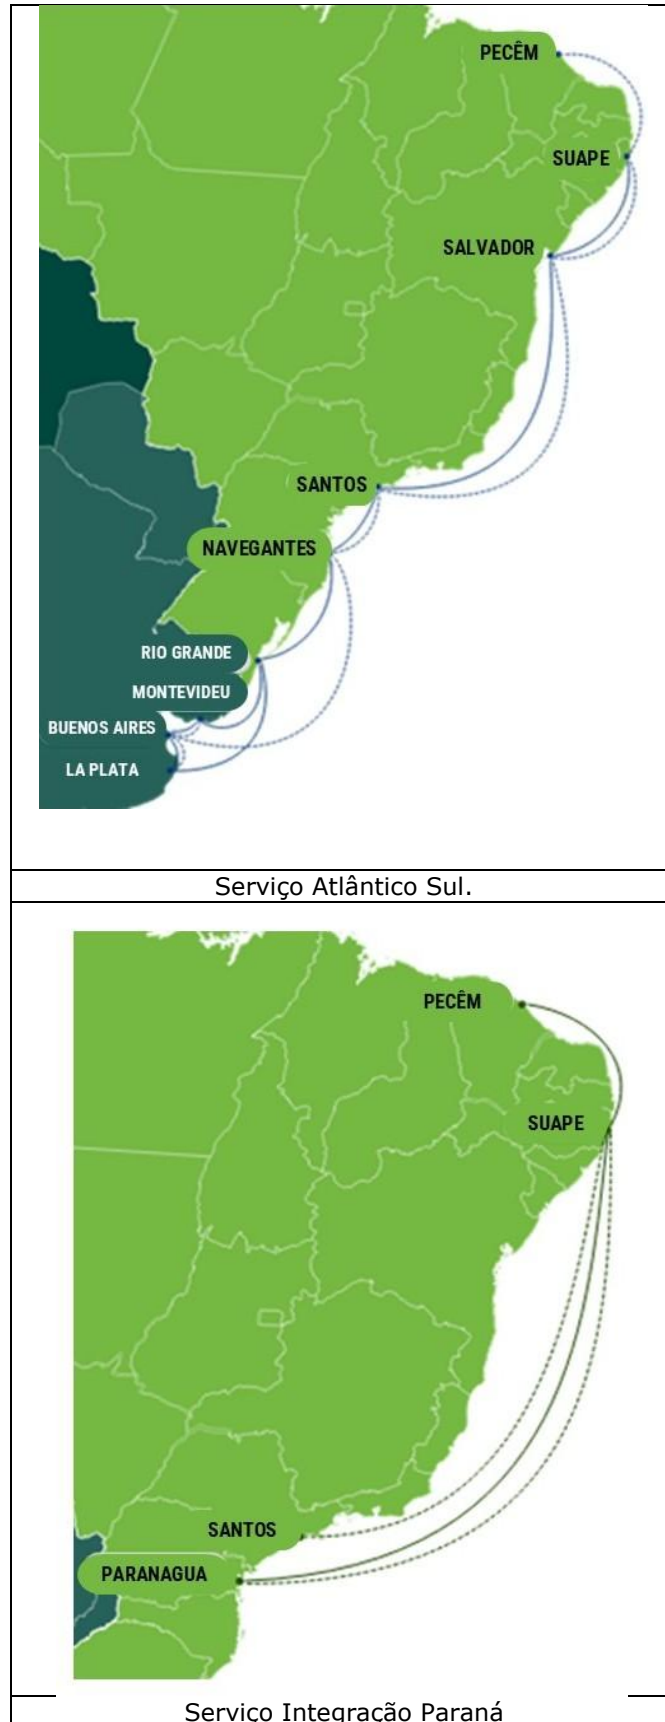 PECÊM
SUAPE
SALVADOR
SANTOS
NAVEGANTES
RIO GRANDE
MONTEVIDEU
BUENOS AIRES
LA PLATA
Serviço Atlântico Sul.
PECÊM
SUAPE
SANTOS
PARANAGUA
Serviço Integração Paraná